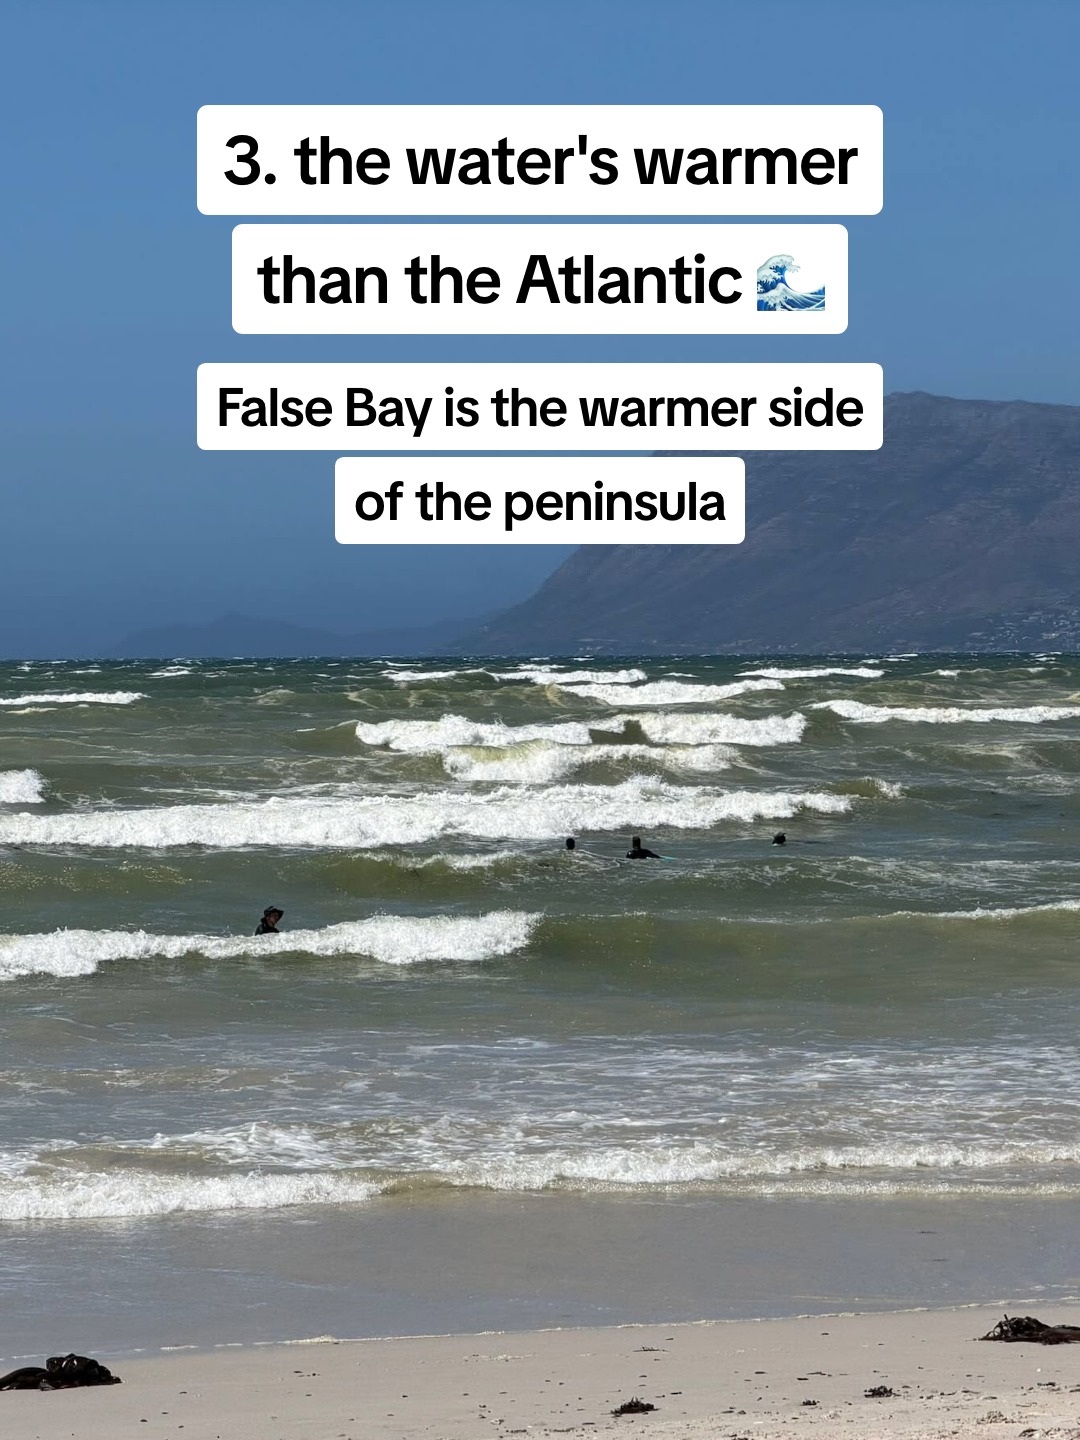 3. the water's warmer
than the Atlantic 🌊
False Bay is the warmer side
of the peninsula